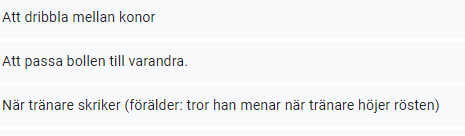 Att dribbla mellan konor
Att passa bollen till varandra.
När tränare skriker (förälder: tror han menar när tränare höjer rösten)